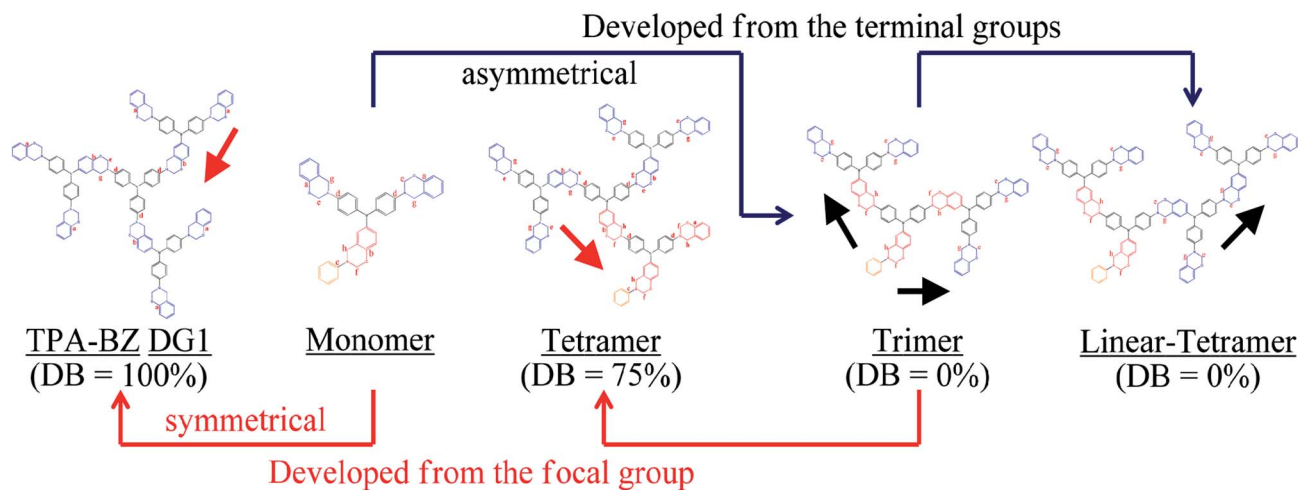 Developed from the terminal groups
asymmetrical
TPA-BZ DG1
(DB = 100%)
Monomer
Tetramer
(DB = 75%)
Trimer
(DB = 0%)
Linear-Tetramer
(DB = 0%)
symmetrical
Developed from the focal group